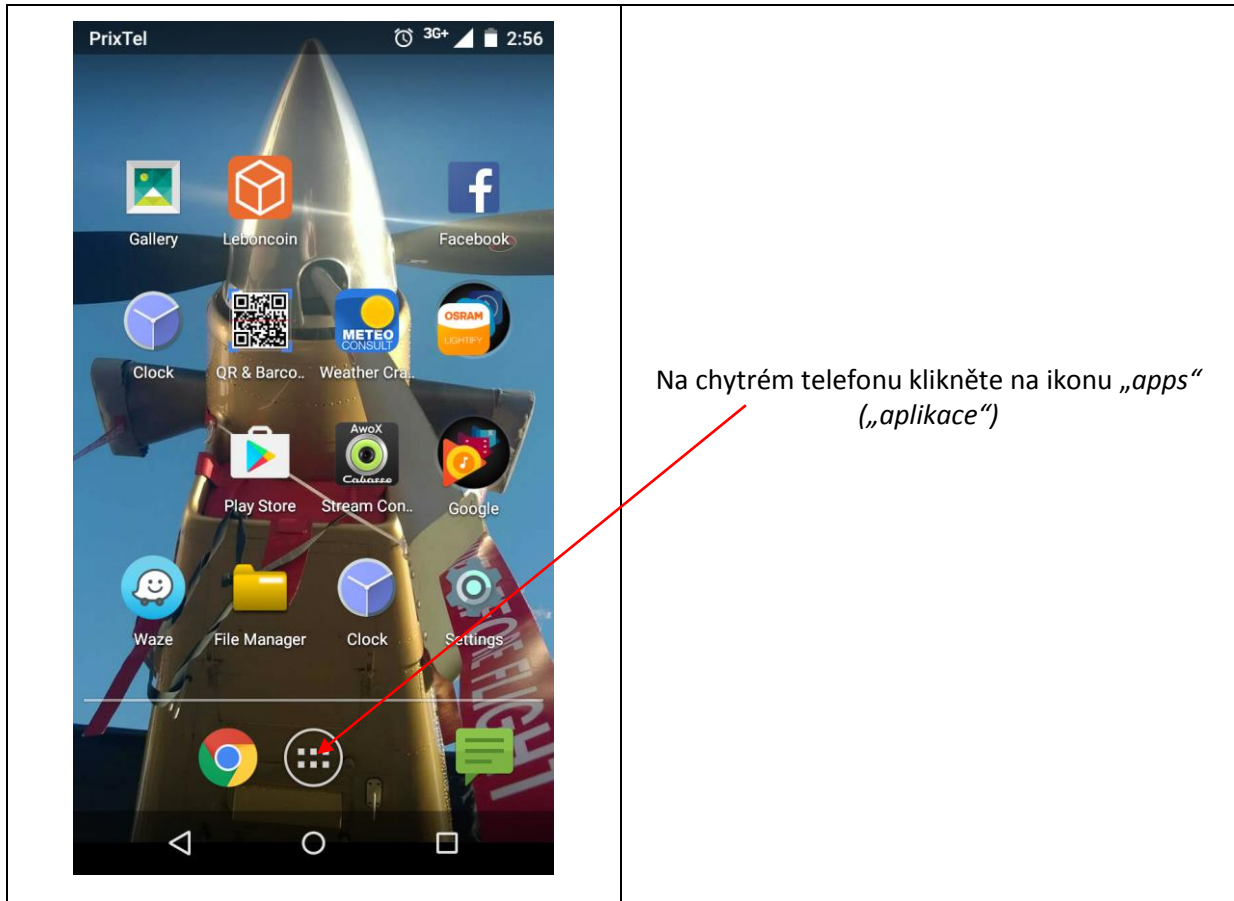 PrixTel 3G+ 2:56
Gallery Leboncoin Facebook
METEO
CONSULT
OSRAM
LIGHTIFY
Clock QR & Barco.. Weather Cra..
AwoX
Cabasse
Play Store Stream Con.. Google
Waze File Manager Clock Settings
Na chytrém telefonu klikněte na ikonu „apps“
(„aplikace“)